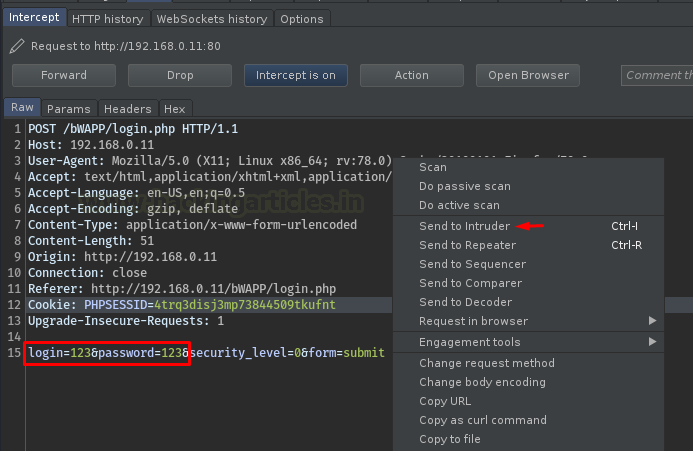 Intercept HTTP history WebSockets history Options
Request to http://192.168.0.11:80
Forward Drop Intercept is on Action Open Browser Comment th
Raw Params Headers Hex
1 POST /bWAPP/login.php HTTP/1.1
2 Host: 192.168.0.11
3 User-Agent: Mozilla/5.0 (X11; Linux x86_64; rv:78.0)
4 Accept: text/html,application/xhtml+xml,application/
5 Accept-Language: en-US,en;q=0.5
6 Accept-Encoding: gzip, deflate
7 Content-Type: application/x-www-form-urlencoded
8 Content-Length: 51
9 Origin: http://192.168.0.11
10 Connection: close
11 Referer: http://192.168.0.11/bWAPP/login.php
12 Cookie: PHPSESSID=4trq3disj3mp73844509tkufnt
13 Upgrade-Insecure-Requests: 1
14
15 login=123&password=123&security_level=0&form=submit
Scan
Do passive scan
Do active scan
Send to Intruder Ctrl-I
Send to Repeater Ctrl-R
Send to Sequencer
Send to Comparer
Send to Decoder
Request in browser
Engagement tools
Change request method
Change body encoding
Copy URL
Copy as curl command
Copy to file